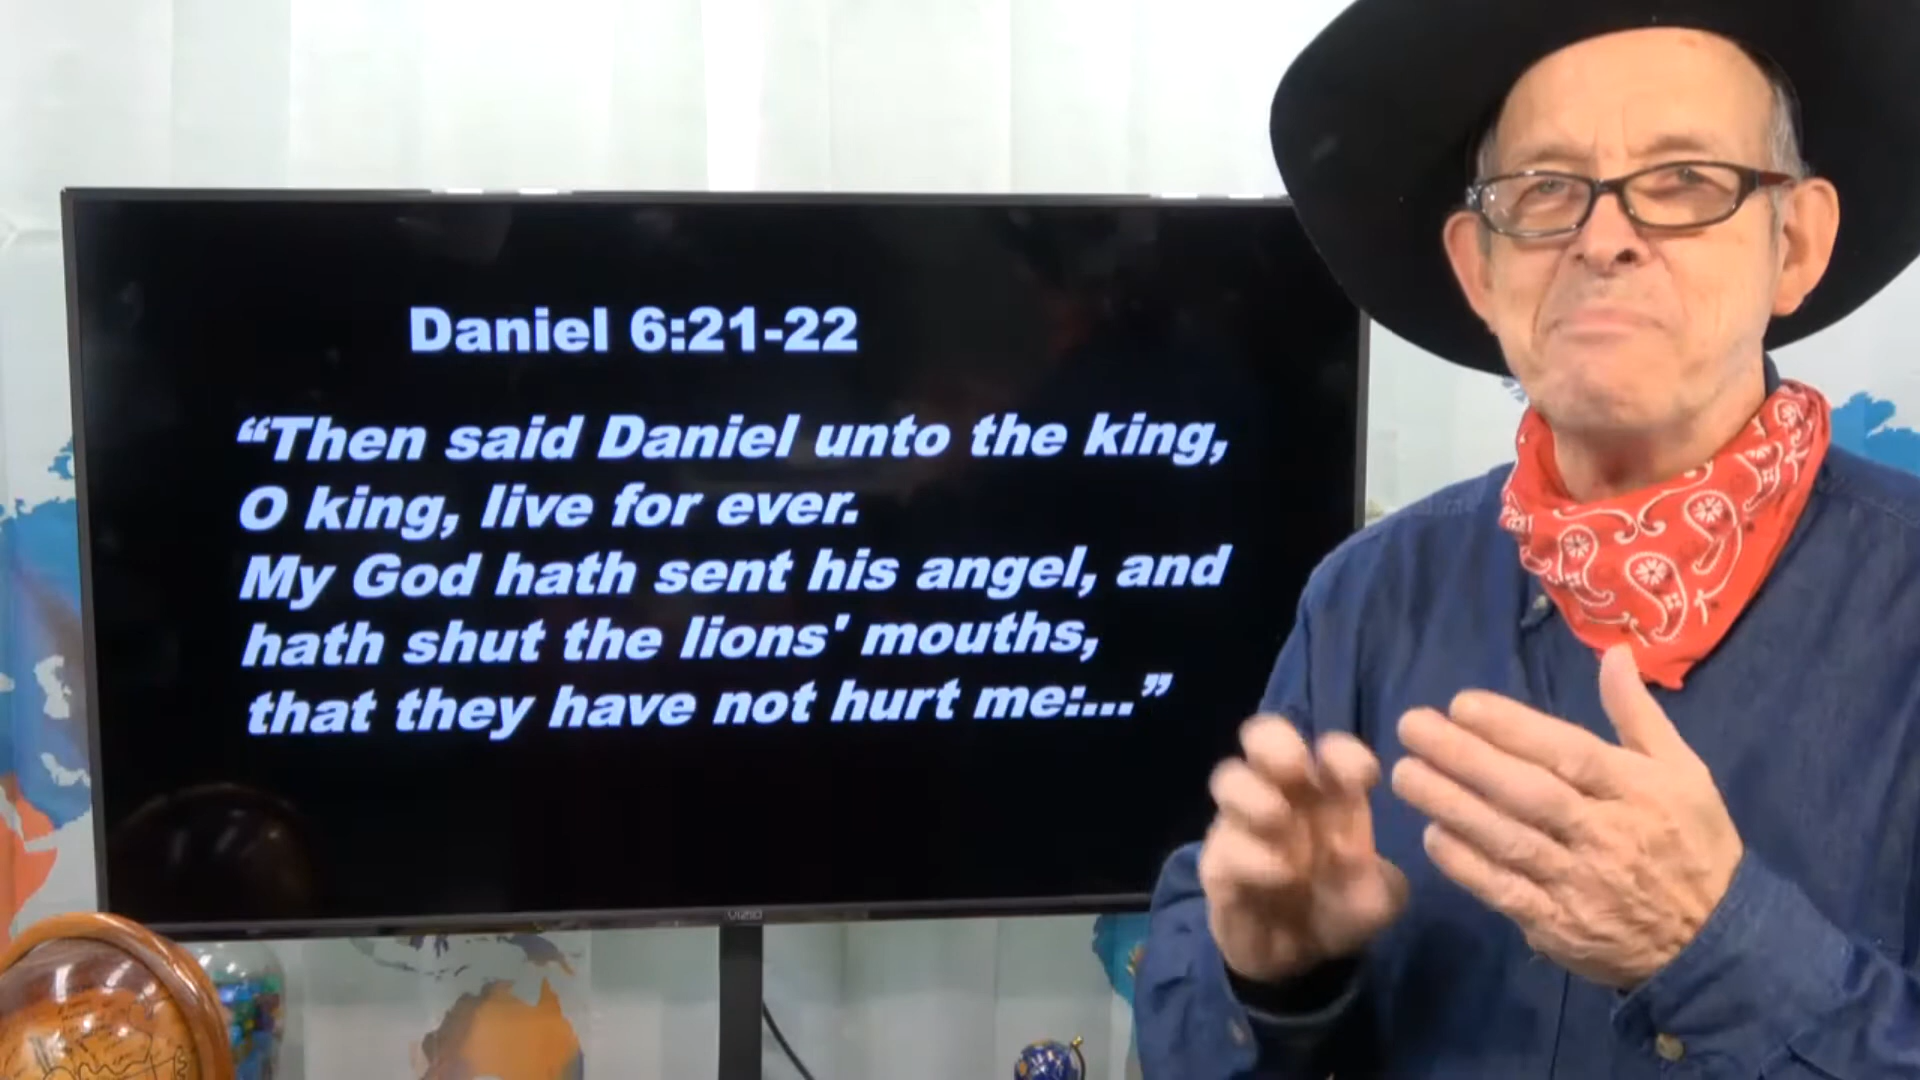 Daniel 6:21-22
“Then said Daniel unto the king,
O king, live for ever.
My God hath sent his angel, and
hath shut the lions' mouths,
that they have not hurt me:...”
VIZIO